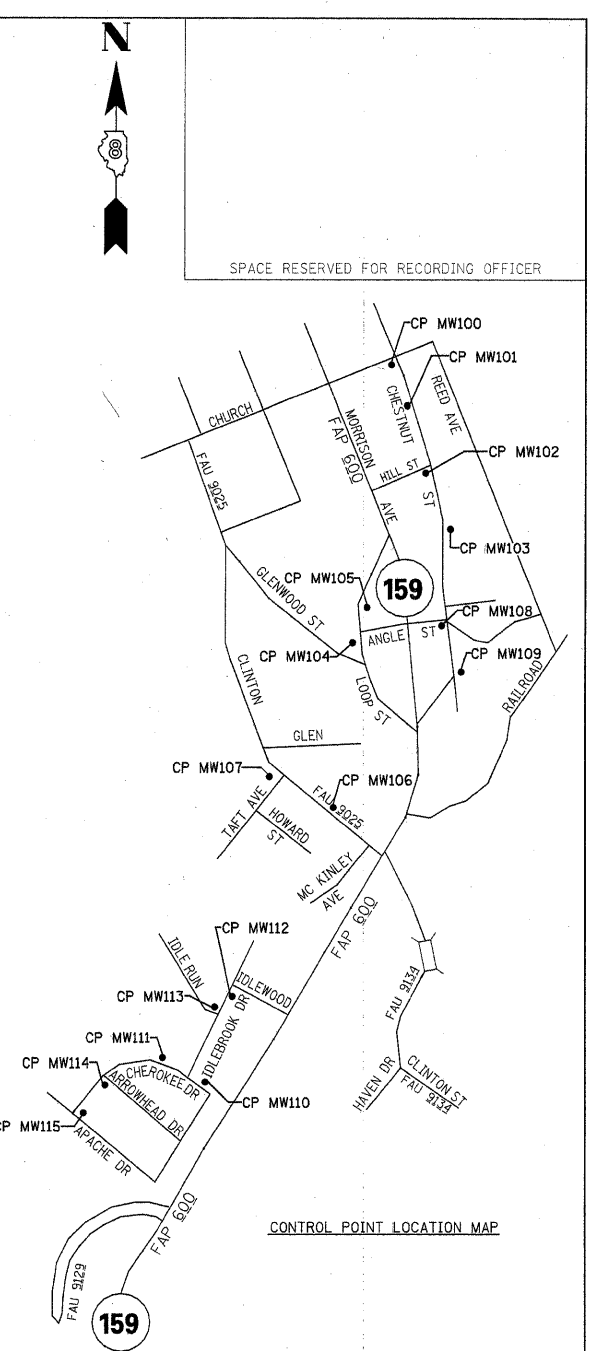 N
8
SPACE RESERVED FOR RECORDING OFFICER
CP MW100
CP MW101
CHURCH
MORRISON
FAP 600
CHESTNUT
REED AVE
HILL ST
CP MW102
FAU 9025
AVE
ST
CP MW103
GLENWOOD ST
CP MW105
159
CP MW108
ANGLE ST
CP MW104
CP MW109
LOOP ST
CLINTON
RAILROAD
GLEN
CP MW107
CP MW106
TAFT AVE
FAU 9025
HOWARD
ST
MC KINLEY
AVE
FAP 600
CP MW112
IDLE RUN
IDLEWOOD
CP MW113
IDLEBROOK DR
FAU 9134
CP MW111
CP MW114
CHEROKEE DR
ARROWHEAD DR
CP MW110
HAVEN DR
CLINTON ST
FAU 9134
CP MW115
APACHE DR
FAP 600
CONTROL POINT LOCATION MAP
FAU 9129
159